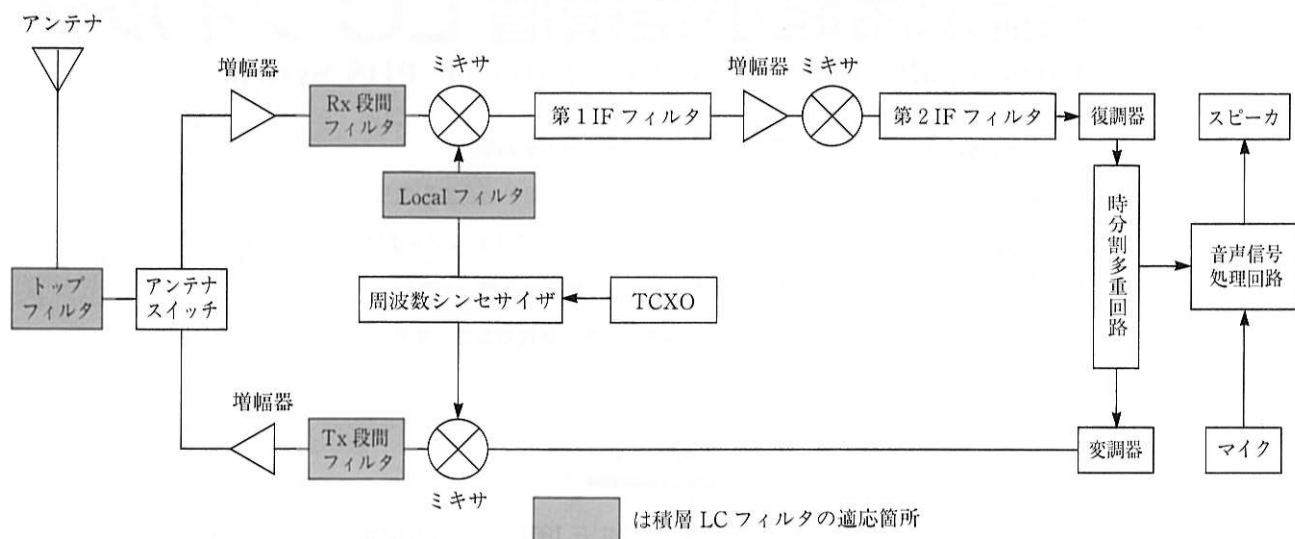 アンテナ
増幅器
ミキサ
増幅器
ミキサ
Rx 段間
フィルタ
第 1 IF フィルタ
第 2 IF フィルタ
復調器
スピーカ
Local フィルタ
時分割多重回路
音声信号
処理回路
トップ
フィルタ
アンテナ
スイッチ
周波数シンセサイザ
TCXO
増幅器
Tx 段間
フィルタ
ミキサ
変調器
マイク
は積層 LC フィルタの適応箇所